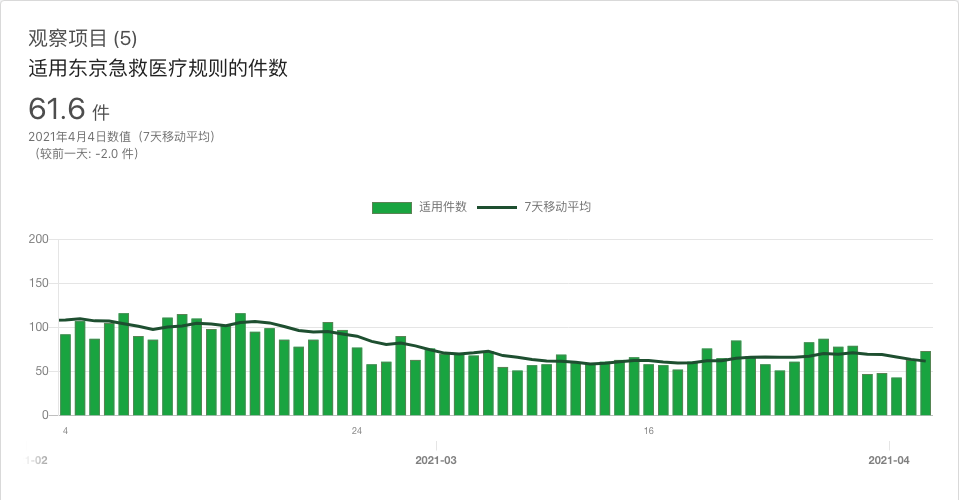 观察项目 (5)
适用东京急救医疗规则的件数
61.6 件
2021年4月4日数值（7天移动平均）
（较前一天: -2.0 件）
适用件数 7天移动平均
200
150
100
50
0
4 24 16
-02 2021-03 2021-04